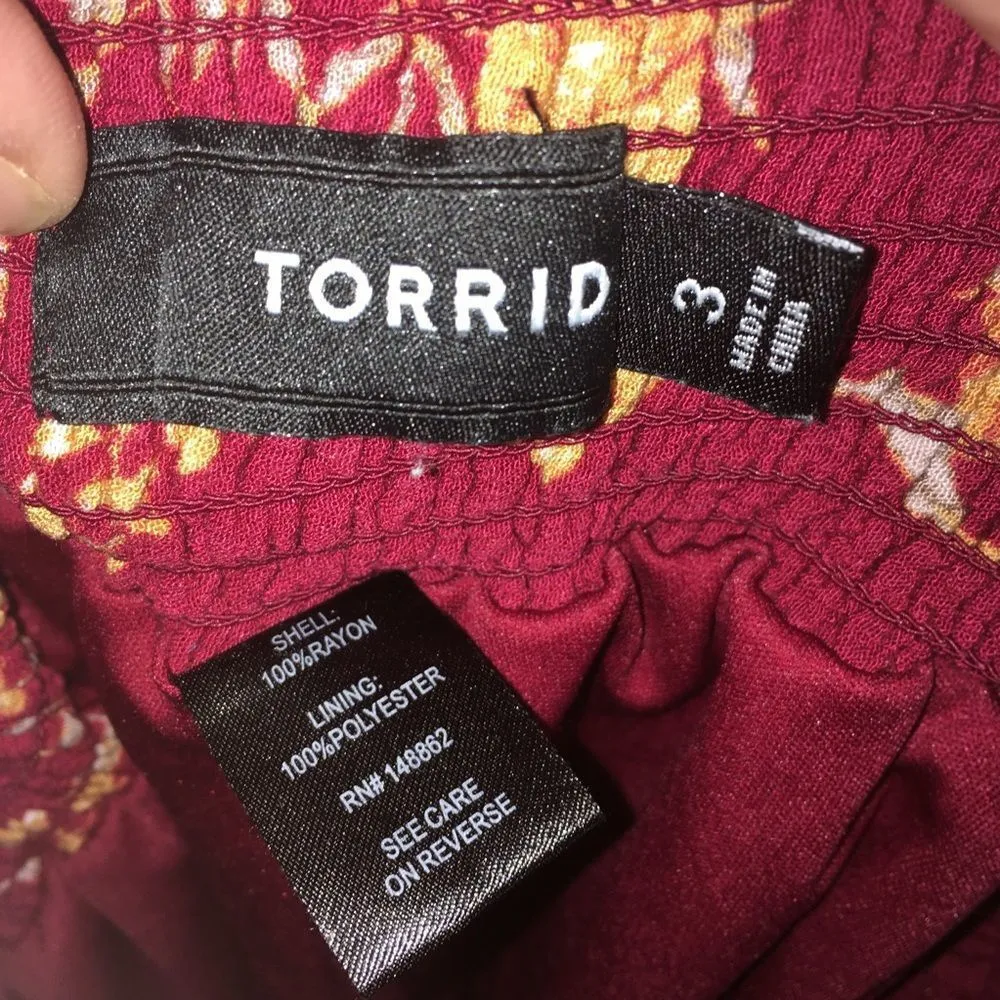 TORRID
3
MADE IN
CHINA
SHELL:
100%RAYON
LINING:
100%POLYESTER
RN# 148862
SEE CARE
ON REVERSE